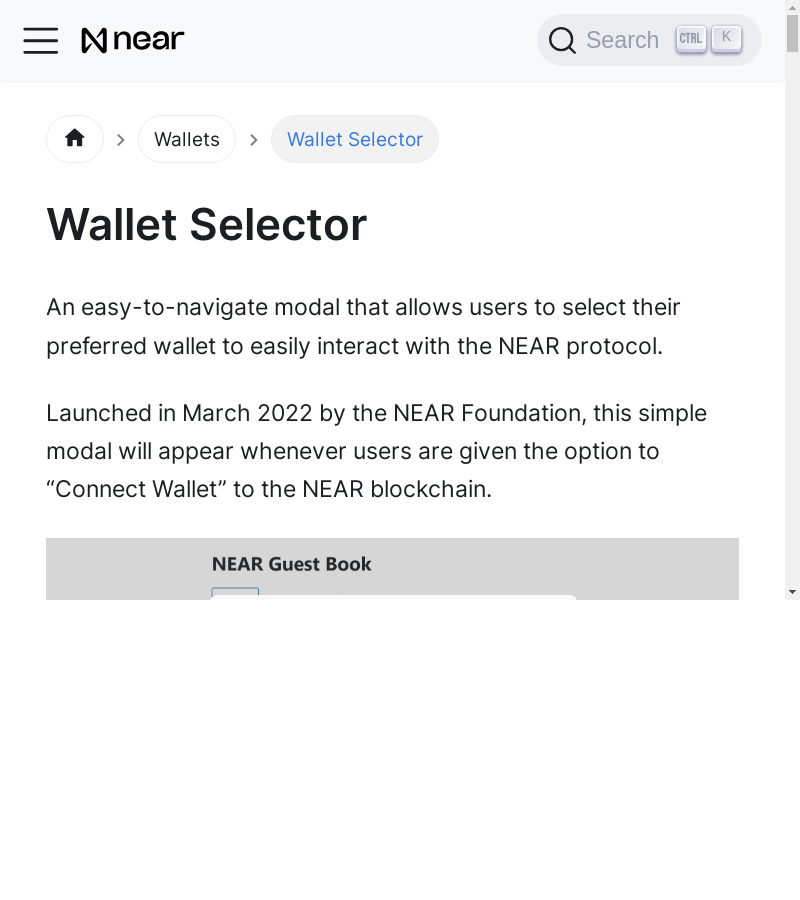 near
Search CTRL K
Wallets Wallet Selector
Wallet Selector
An easy-to-navigate modal that allows users to select their
preferred wallet to easily interact with the NEAR protocol.
Launched in March 2022 by the NEAR Foundation, this simple
modal will appear whenever users are given the option to
“Connect Wallet” to the NEAR blockchain.
NEAR Guest Book